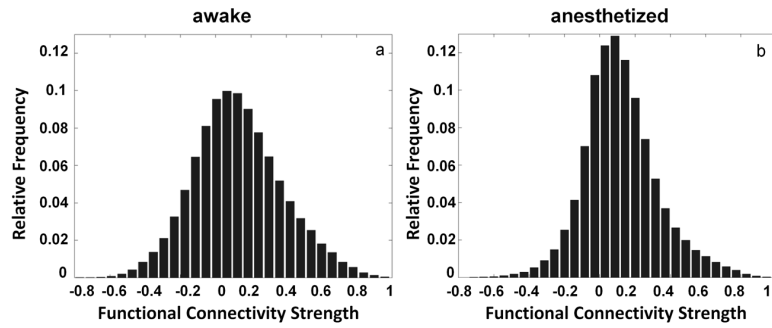 awake
a
0.12
0.1
0.08
0.06
0.04
0.02
0
Relative Frequency
-0.8 -0.6 -0.4 -0.2 0 0.2 0.4 0.6 0.8 1
Functional Connectivity Strength
anesthetized
b
0.12
0.1
0.08
0.06
0.04
0.02
0
Relative Frequency
-0.8 -0.6 -0.4 -0.2 0 0.2 0.4 0.6 0.8 1
Functional Connectivity Strength